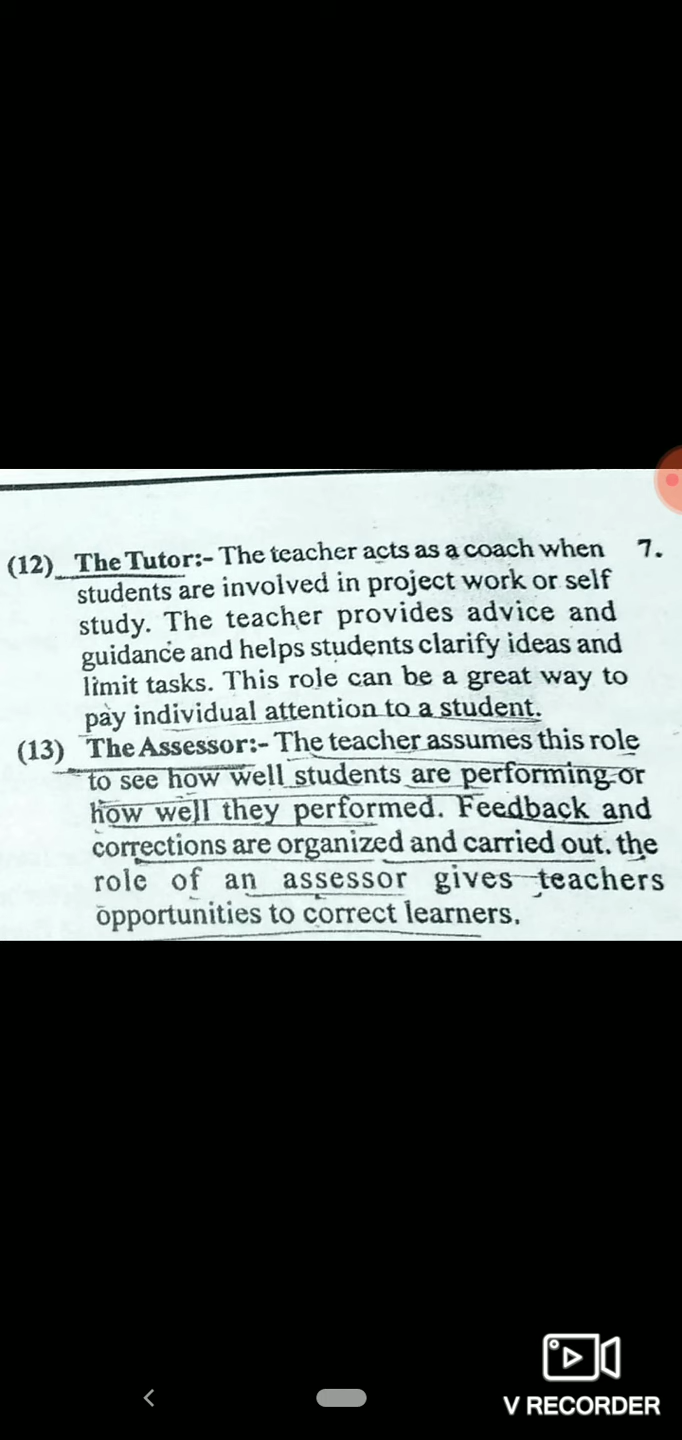 (12) The Tutor:- The teacher acts as a coach when 7.
students are involved in project work or self
study. The teacher provides advice and
guidance and helps students clarify ideas and
limit tasks. This role can be a great way to
pay individual attention to a student.
(13) The Assessor:- The teacher assumes this role
to see how well students are performing or
how well they performed. Feedback and
corrections are organized and carried out. the
role of an assessor gives teachers
opportunities to correct learners.
V RECORDER